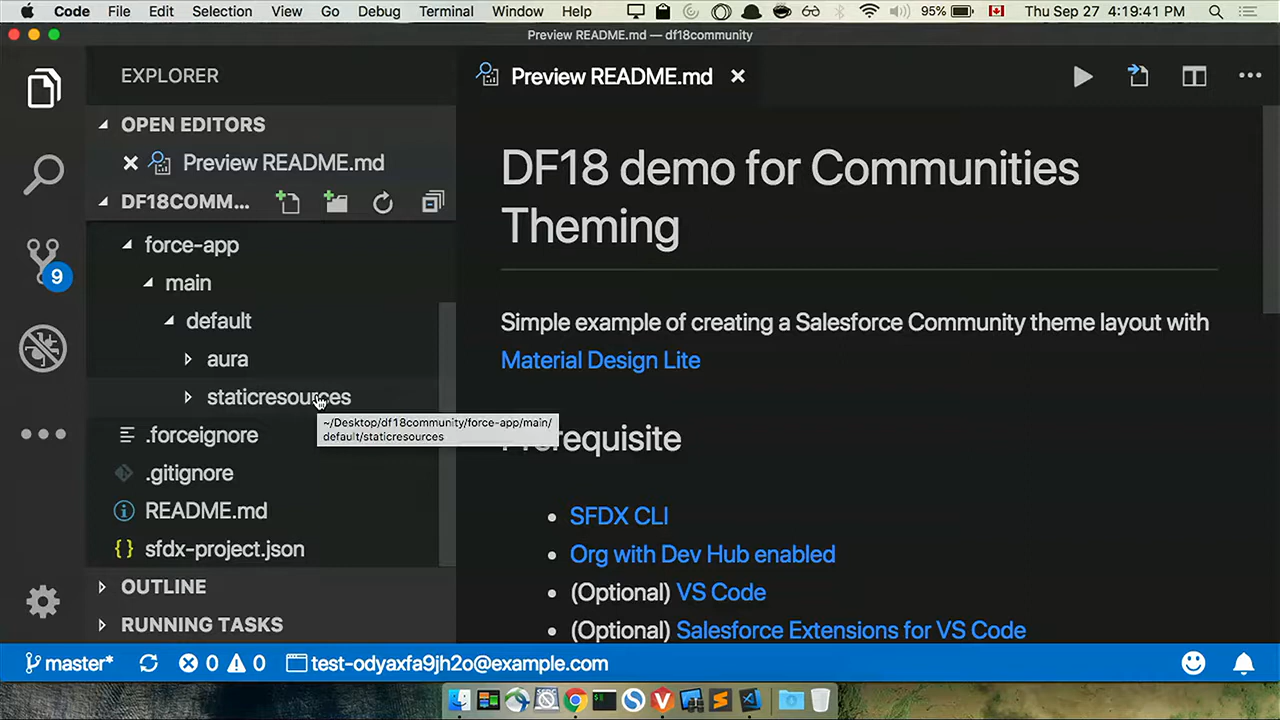 Code File Edit Selection View Go Debug Terminal Window Help 95% Thu Sep 27 4:19:41 PM
Preview README.md — df18community
EXPLORER
OPEN EDITORS
Preview README.md
DF18COMM...
force-app
main
default
aura
staticresources
~/Desktop/df18community/force-app/main/
default/staticresources
.forceignore
.gitignore
README.md
sfdx-project.json
OUTLINE
RUNNING TASKS
9
Preview README.md
DF18 demo for Communities
Theming
Simple example of creating a Salesforce Community theme layout with
Material Design Lite
Prerequisite
SFDX CLI
Org with Dev Hub enabled
(Optional) VS Code
(Optional) Salesforce Extensions for VS Code
master* 0 0 test-odyaxfa9jh2o@example.com